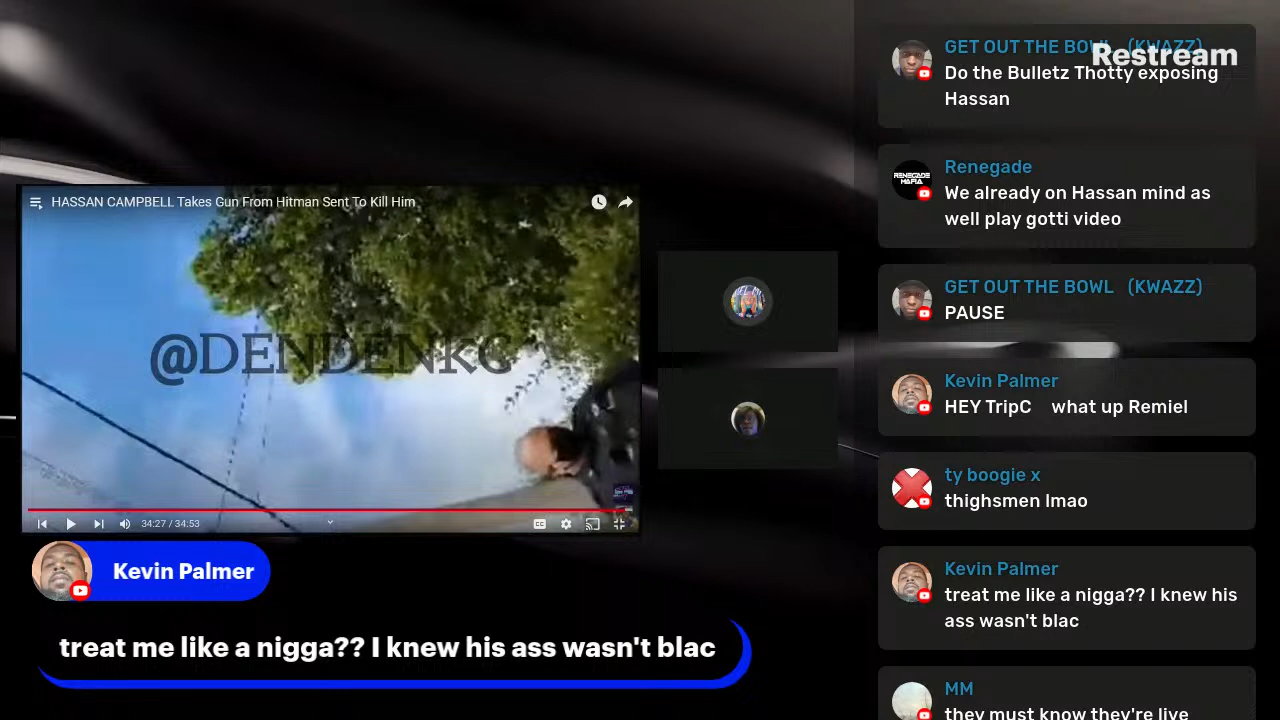 HASSAN CAMPBELL Takes Gun From Hitman Sent To Kill Him
@DENDENKG
34:27 / 34:53
CC
Kevin Palmer
treat me like a nigga?? I knew his ass wasn't blac
Restream
GET OUT THE BOWL (KWAZZ)
Do the Bulletz Thotty exposing
Hassan
RENEGADE
MAFIA
Renegade
We already on Hassan mind as
well play gotti video
GET OUT THE BOWL (KWAZZ)
PAUSE
Kevin Palmer
HEY TripC what up Remiel
ty boogie x
thighsmen lmao
Kevin Palmer
treat me like a nigga?? I knew his
ass wasn't blac
MM
they must know they're live